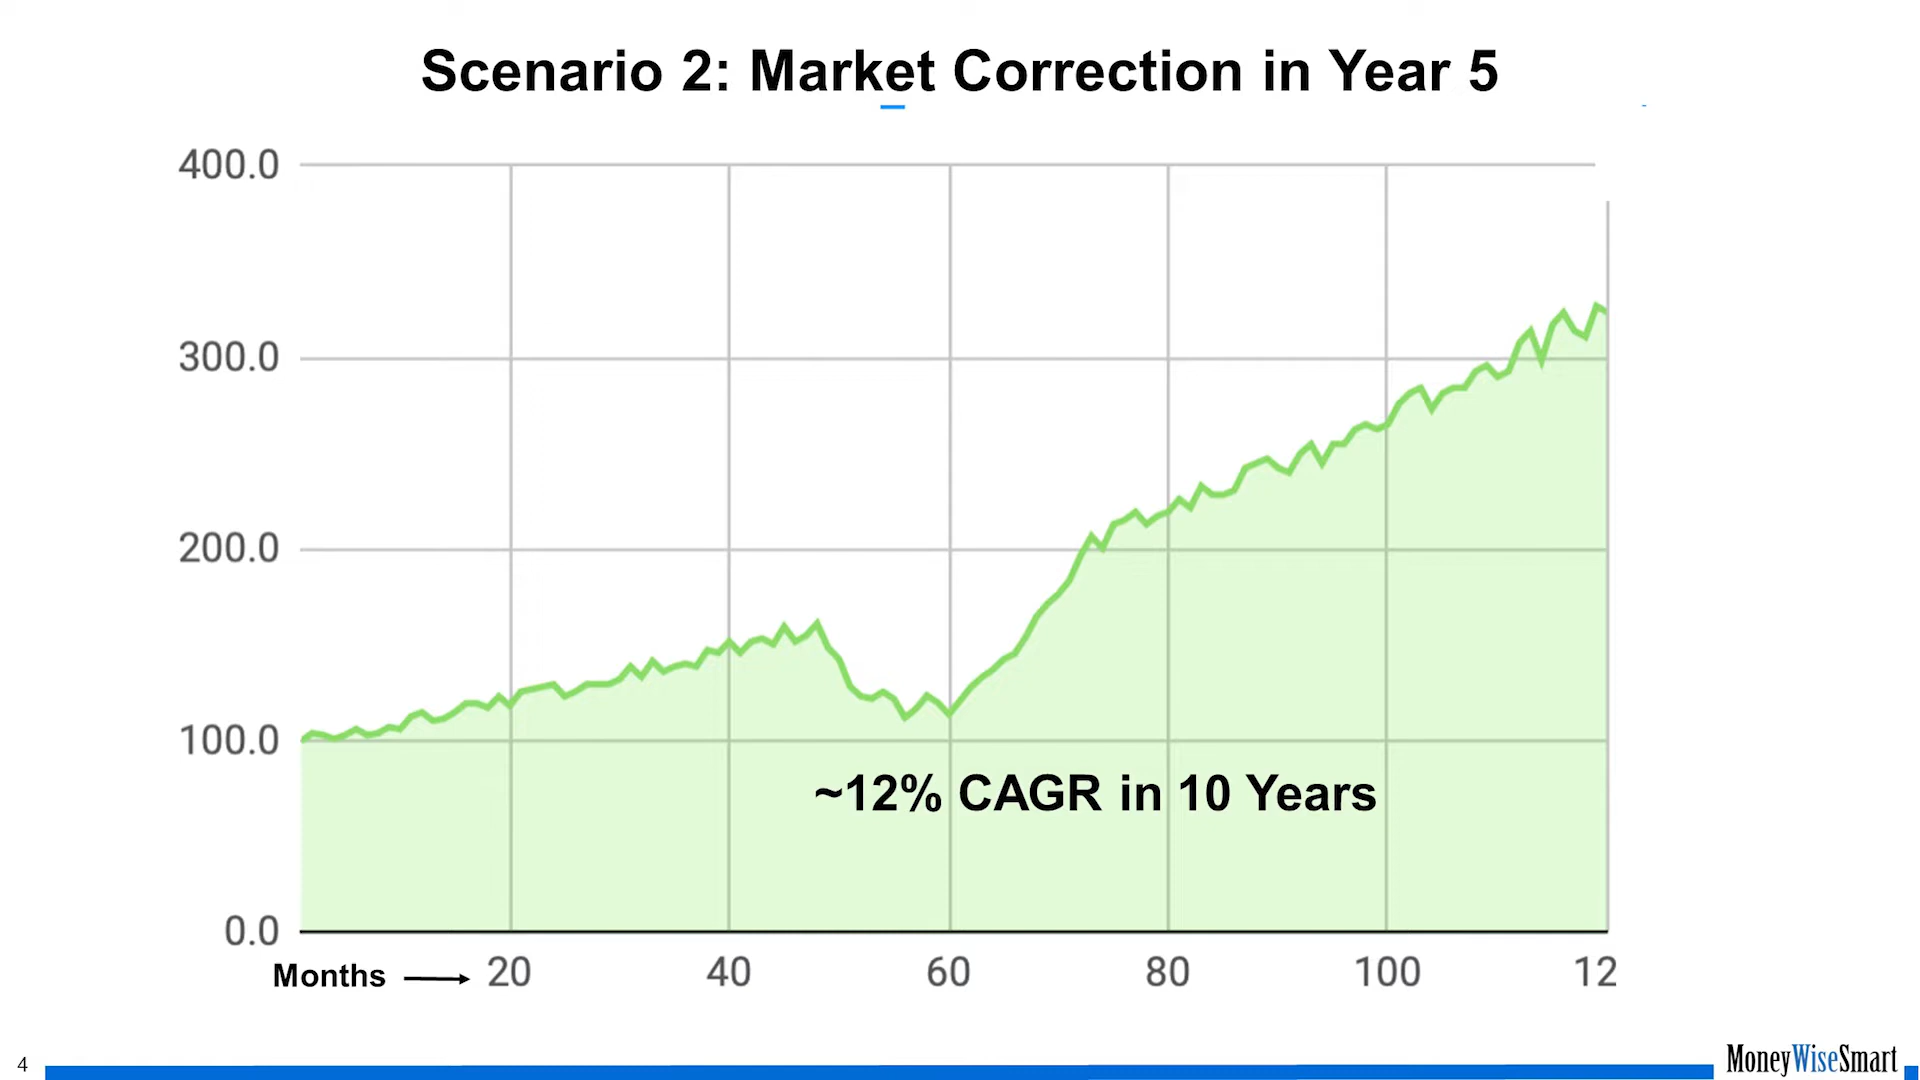 Scenario 2: Market Correction in Year 5
400.0
300.0
200.0
100.0
0.0
~12% CAGR in 10 Years
Months 20 40 60 80 100 12
4
MoneyWiseSmart